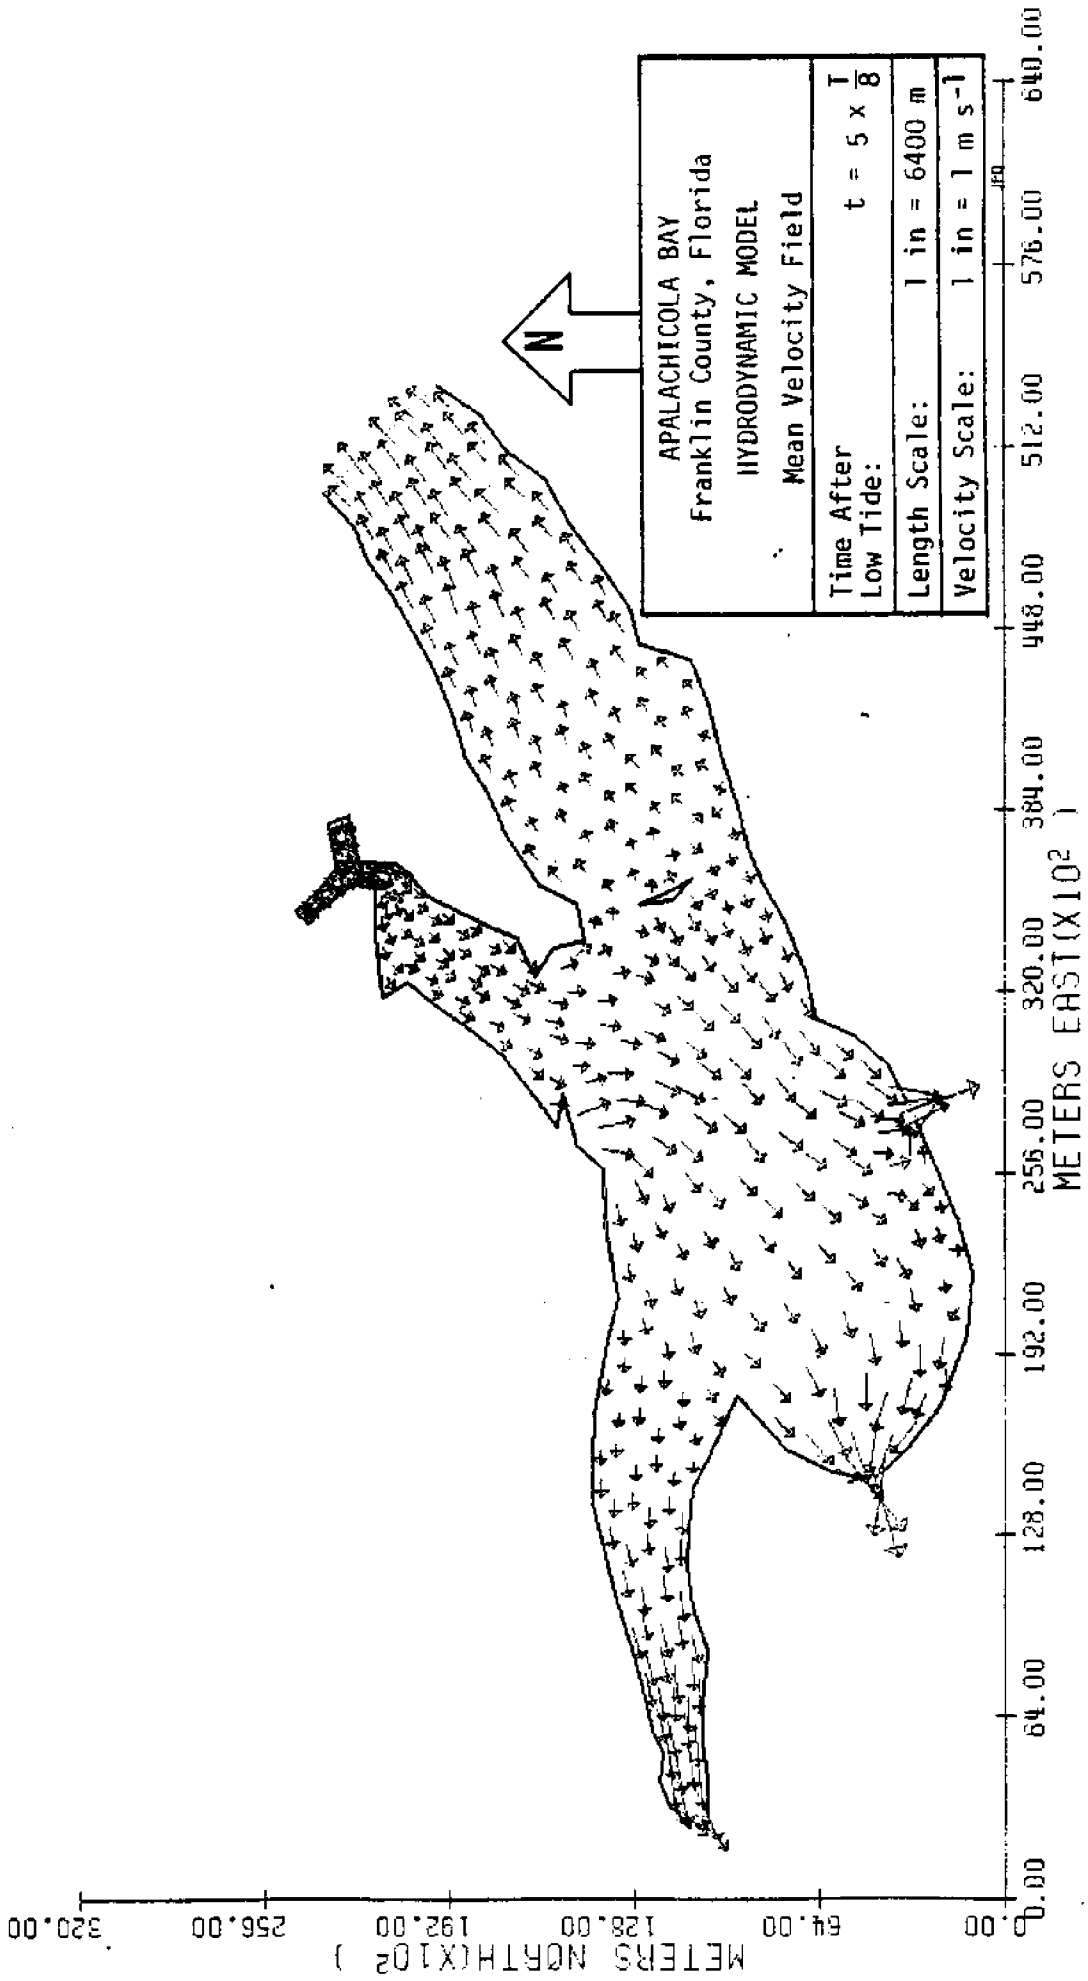 N
APALACHICOLA BAY
Franklin County, Florida
HYDRODYNAMIC MODEL
Mean Velocity Field
Time After
Low Tide: t = 5 x T/8
Length Scale: 1 in = 6400 m
Velocity Scale: 1 in = 1 m s-1
METERS NORTH(X10²)
320.00
256.00
192.00
128.00
64.00
0.00
0.00 64.00 128.00 192.00 256.00 320.00 384.00 448.00 512.00 576.00 640.00
METERS EAST(X10²)